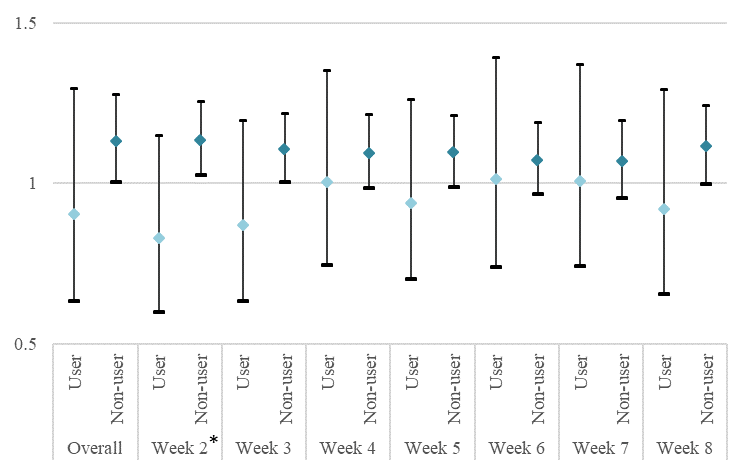 1.5
1
0.5
User Non-user User Non-user User Non-user User Non-user User Non-user User Non-user User Non-user User Non-user
Overall Week 2* Week 3 Week 4 Week 5 Week 6 Week 7 Week 8